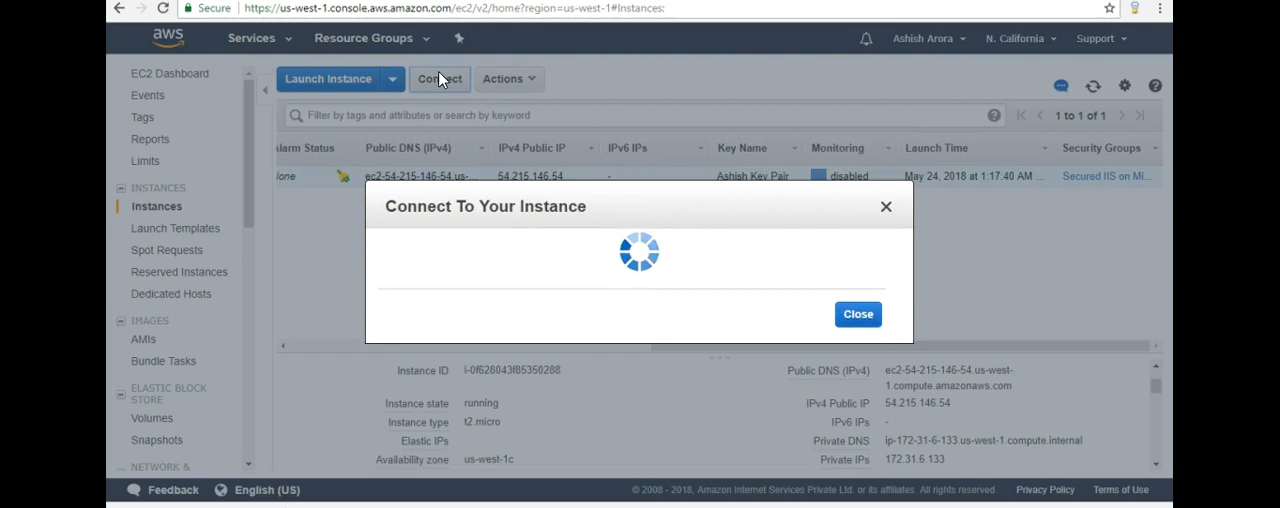 Secure https://us-west-1.console.aws.amazon.com/ec2/v2/home?region=us-west-1#Instances:
aws Services Resource Groups Ashish Arora N. California Support
EC2 Dashboard
Events
Tags
Reports
Limits
INSTANCES
Instances
Launch Templates
Spot Requests
Reserved Instances
Dedicated Hosts
IMAGES
AMIs
Bundle Tasks
ELASTIC BLOCK
STORE
Volumes
Snapshots
NETWORK &
Launch Instance Connect Actions
Filter by tags and attributes or search by keyword 1 to 1 of 1
larm Status Public DNS (IPv4) IPv4 Public IP IPv6 IPs Key Name Monitoring Launch Time Security Groups
lone ec2-54-215-146-54.us-... 54.215.146.54 - Ashish Key Pair disabled May 24, 2018 at 1:17:40 AM ... Secured IIS on Mi...
Connect To Your Instance
Close
Instance ID i-0f628043f85350288 Public DNS (IPv4) ec2-54-215-146-54.us-west-
1.compute.amazonaws.com
Instance state running IPv4 Public IP 54.215.146.54
Instance type t2.micro IPv6 IPs -
Elastic IPs Private DNS ip-172-31-6-133.us-west-1.compute.internal
Availability zone us-west-1c Private IPs 172.31.6.133
Feedback English (US) © 2008 - 2018, Amazon Internet Services Private Ltd. or its affiliates. All rights reserved. Privacy Policy Terms of Use